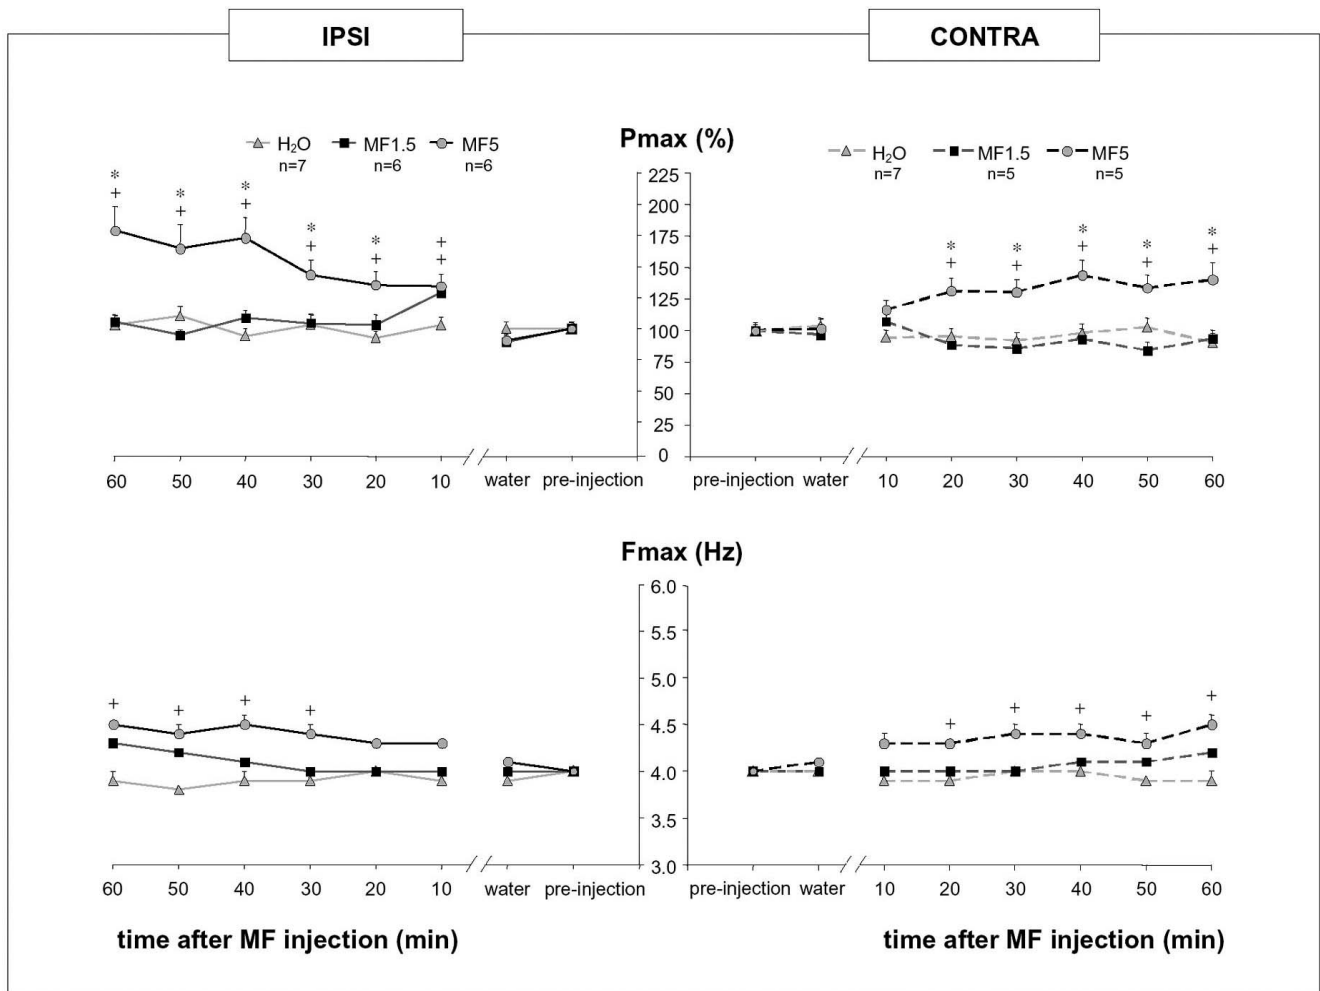 IPSI
CONTRA
Pmax (%)
H₂O MF1.5 MF5
n=7 n=6 n=6
H₂O MF1.5 MF5
n=7 n=5 n=5
225
200
175
150
125
100
75
50
25
0
* * * * *
+ + + + + +
+
* * * * *
+ + + + +
60 50 40 30 20 10 water pre-injection
pre-injection water 10 20 30 40 50 60
Fmax (Hz)
6.0
5.5
5.0
4.5
4.0
3.5
3.0
+ + + +
+ + + + +
60 50 40 30 20 10 water pre-injection
pre-injection water 10 20 30 40 50 60
time after MF injection (min)
time after MF injection (min)